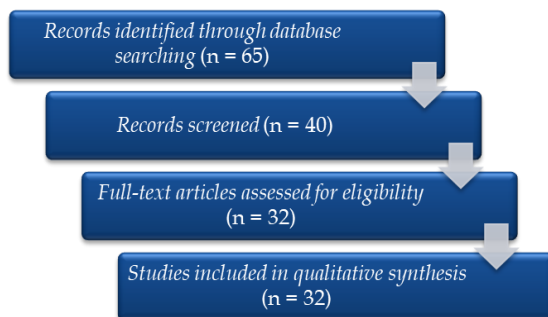 Records identified through database
searching (n = 65)
Records screened (n = 40)
Full-text articles assessed for eligibility
(n = 32)
Studies included in qualitative synthesis
(n = 32)